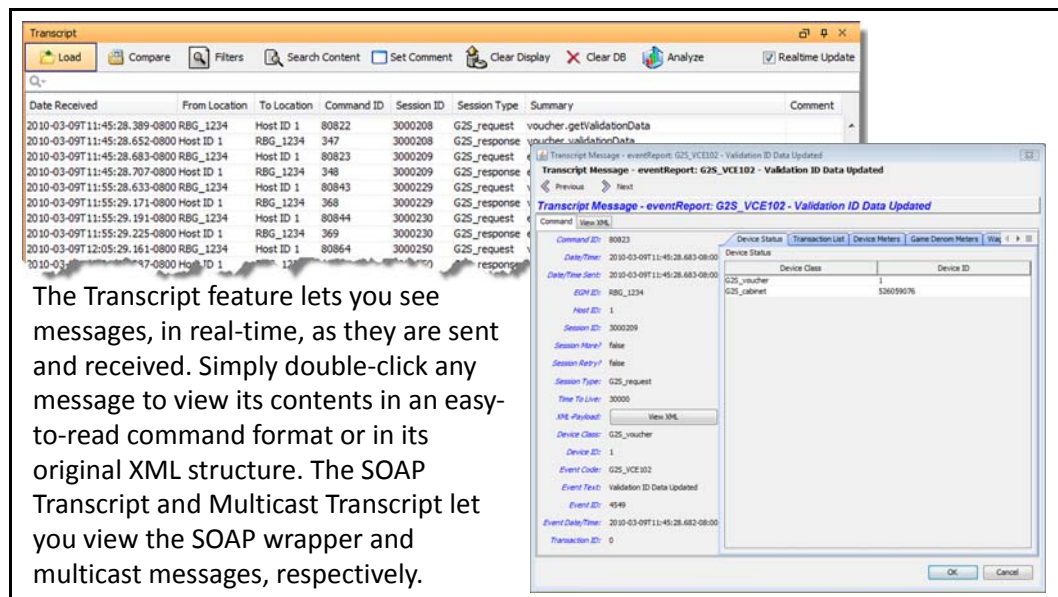 Transcript
Load Compare Filters Search Content Set Comment Clear Display Clear DB Analyze Realtime Update
Date Received From Location To Location Command ID Session ID Session Type Summary Comment
2010-03-09T11:45:28.389-0800 RBG_1234 Host ID 1 80822 3000208 G2S_request voucher.getValidationData
2010-03-09T11:45:28.652-0800 Host ID 1 RBG_1234 347 3000208 G2S_response voucher.validationData
2010-03-09T11:45:28.683-0800 RBG_1234 Host ID 1 80823 3000209 G2S_request
2010-03-09T11:45:28.707-0800 Host ID 1 RBG_1234 348 3000209 G2S_response
2010-03-09T11:55:28.633-0800 RBG_1234 Host ID 1 80843 3000229 G2S_request
2010-03-09T11:55:29.171-0800 Host ID 1 RBG_1234 368 3000229 G2S_response
2010-03-09T11:55:29.191-0800 RBG_1234 Host ID 1 80844 3000230 G2S_request
2010-03-09T11:55:29.225-0800 Host ID 1 RBG_1234 369 3000230 G2S_response
2010-03-09T12:05:29.161-0800 RBG_1234 Host ID 1 80864 3000250 G2S_request
Transcript Message - eventReport: G2S_VCE102 - Validation ID Data Updated
Transcript Message - eventReport: G2S_VCE102 - Validation ID Data Updated
Previous Next
Transcript Message - eventReport: G2S_VCE102 - Validation ID Data Updated
Command View XML
Command ID: 80823
Date/Time: 2010-03-09T11:45:28.683-08:00
Date/Time Sent: 2010-03-09T11:45:28.683-08:00
EGM ID: RBG_1234
Host ID: 1
Session ID: 3000209
Session More? false
Session Retry? false
Session Type: G2S_request
Time To Live: 30000
XML Payload: View XML
Device Class: G2S_voucher
Device ID: 1
Event Code: G2S_VCE102
Event Text: Validation ID Data Updated
Event ID: 4549
Event Date/Time: 2010-03-09T11:45:28.682-08:00
Transaction ID: 0
Device Status Transaction List Device Meters Game Denom Meters
Device Status
Device Class Device ID
G2S_voucher 1
G2S_cabinet 526059076
OK Cancel
The Transcript feature lets you see
messages, in real-time, as they are sent
and received. Simply double-click any
message to view its contents in an easy-
to-read command format or in its
original XML structure. The SOAP
Transcript and Multicast Transcript let
you view the SOAP wrapper and
multicast messages, respectively.